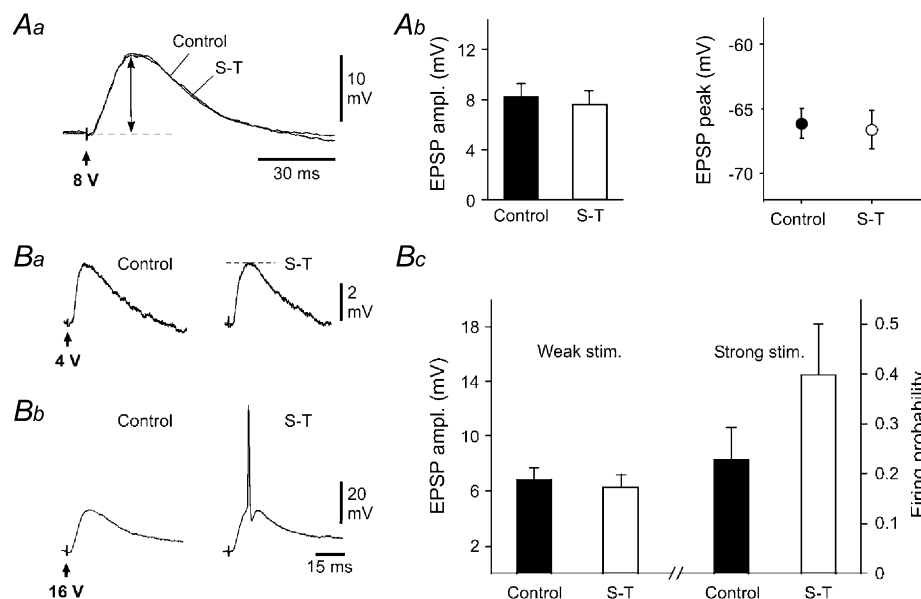 Aa
Control
S-T
10
mV
30 ms
8 V
Ab
EPSP ampl. (mV)
12
8
4
0
Control
S-T
EPSP peak (mV)
-60
-65
-70
Control
S-T
Ba
Control
S-T
2
mV
4 V
Bb
Control
S-T
20
mV
15 ms
16 V
Bc
EPSP ampl. (mV)
18
14
10
6
2
Weak stim.
Strong stim.
0.5
0.4
0.3
0.2
0.1
0
Firing probability
Control
S-T
Control
S-T